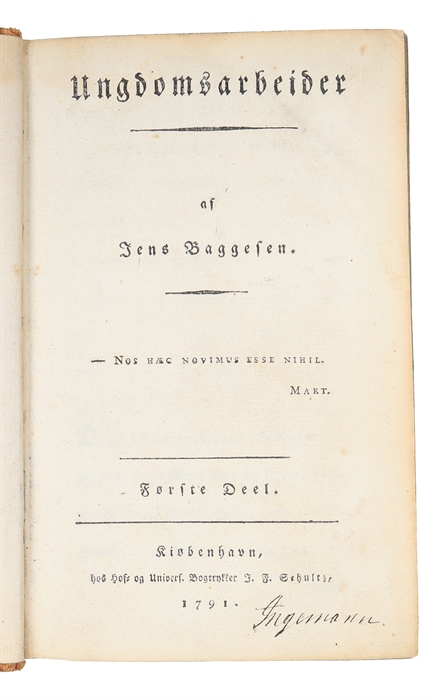 Ungdomsarbeider
af
Jens Baggesen.
— NOS HÆC NOVIMUS ESSE NIHIL.
MART.
Første Deel.
Kiøbenhavn,
hos Hof- og Univers. Bogtrykker J. F. Schultz,
1791.
Ingemann.